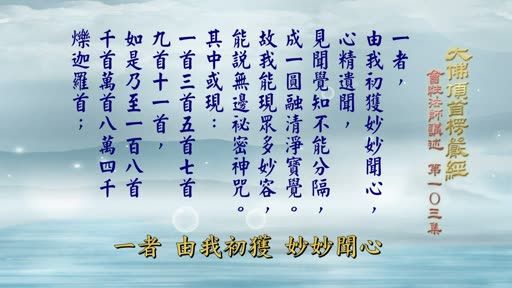 大佛頂首楞嚴經
會性法師講述 第一0三集
一者，
由我初獲妙妙聞心，
心精遺聞，
見聞覺知不能分隔，
成一圓融清淨寶覺。
故我能現眾多妙容，
能說無邊祕密神咒。
其中或現：
一首三首五首七首
九首十一首，
如是乃至一百八首
千首萬首八萬四千
爍迦羅首；
一者 由我初獲 妙妙聞心